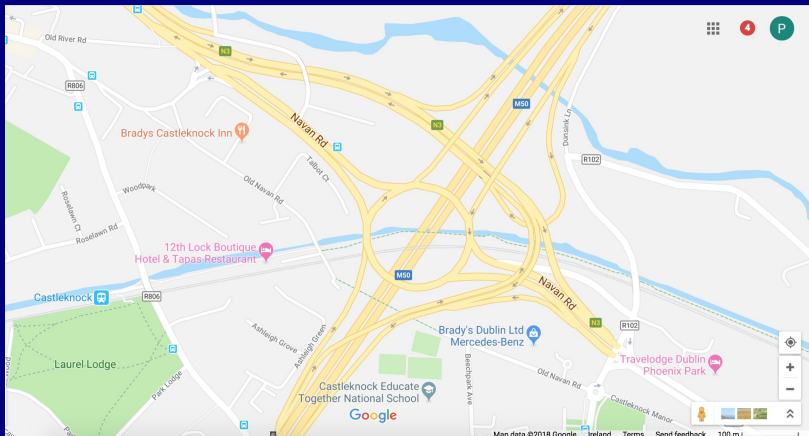 Old River Rd
N3
4
P
R806
M50
Bradys Castleknock Inn
Navan Rd
N3
Dunsink Ln
Talbot Ct
R102
Woodpark
Old Navan Rd
Roselawn Ct
Roselawn Rd
12th Lock Boutique
Hotel & Tapas Restaurant
M50
Navan Rd
Castleknock
R806
N3
R102
Ashleigh Grove
Ashleigh Green
Brady's Dublin Ltd
Mercedes-Benz
Laurel Lodge
Park Lodge
Beechpark Ave
Old Navan Rd
Travelodge Dublin
Phoenix Park
Castleknock Educate
Together National School
Castleknock Manor
Google
Map data ©2018 Google
Ireland
Terms
Send feedback
100 m